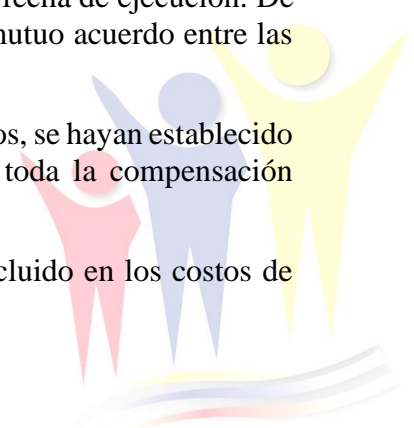 fecha de ejecución. De
mutuo acuerdo entre las
os, se hayan establecido
toda la compensación
cluido en los costos de